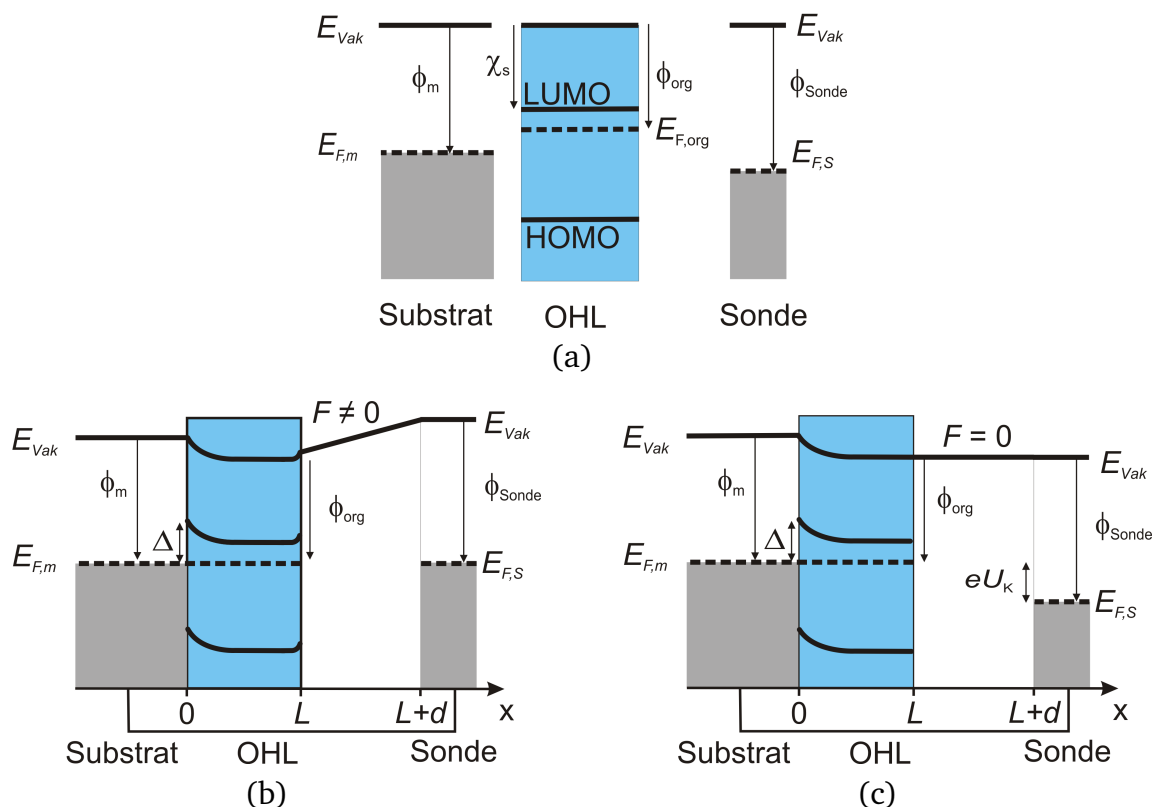 E_Vak
E_Vak
ϕ_m
χ_s
ϕ_org
ϕ_Sonde
LUMO
E_F,m
E_F,org
E_F,S
HOMO
Substrat OHL Sonde
(a)
F ≠ 0
E_Vak
E_Vak
ϕ_m
ϕ_org
ϕ_Sonde
Δ
E_F,m
E_F,S
0 L L+d x
Substrat OHL Sonde
(b)
F = 0
E_Vak
E_Vak
ϕ_m
ϕ_org
ϕ_Sonde
Δ
E_F,m
eU_K
E_F,S
0 L L+d x
Substrat OHL Sonde
(c)